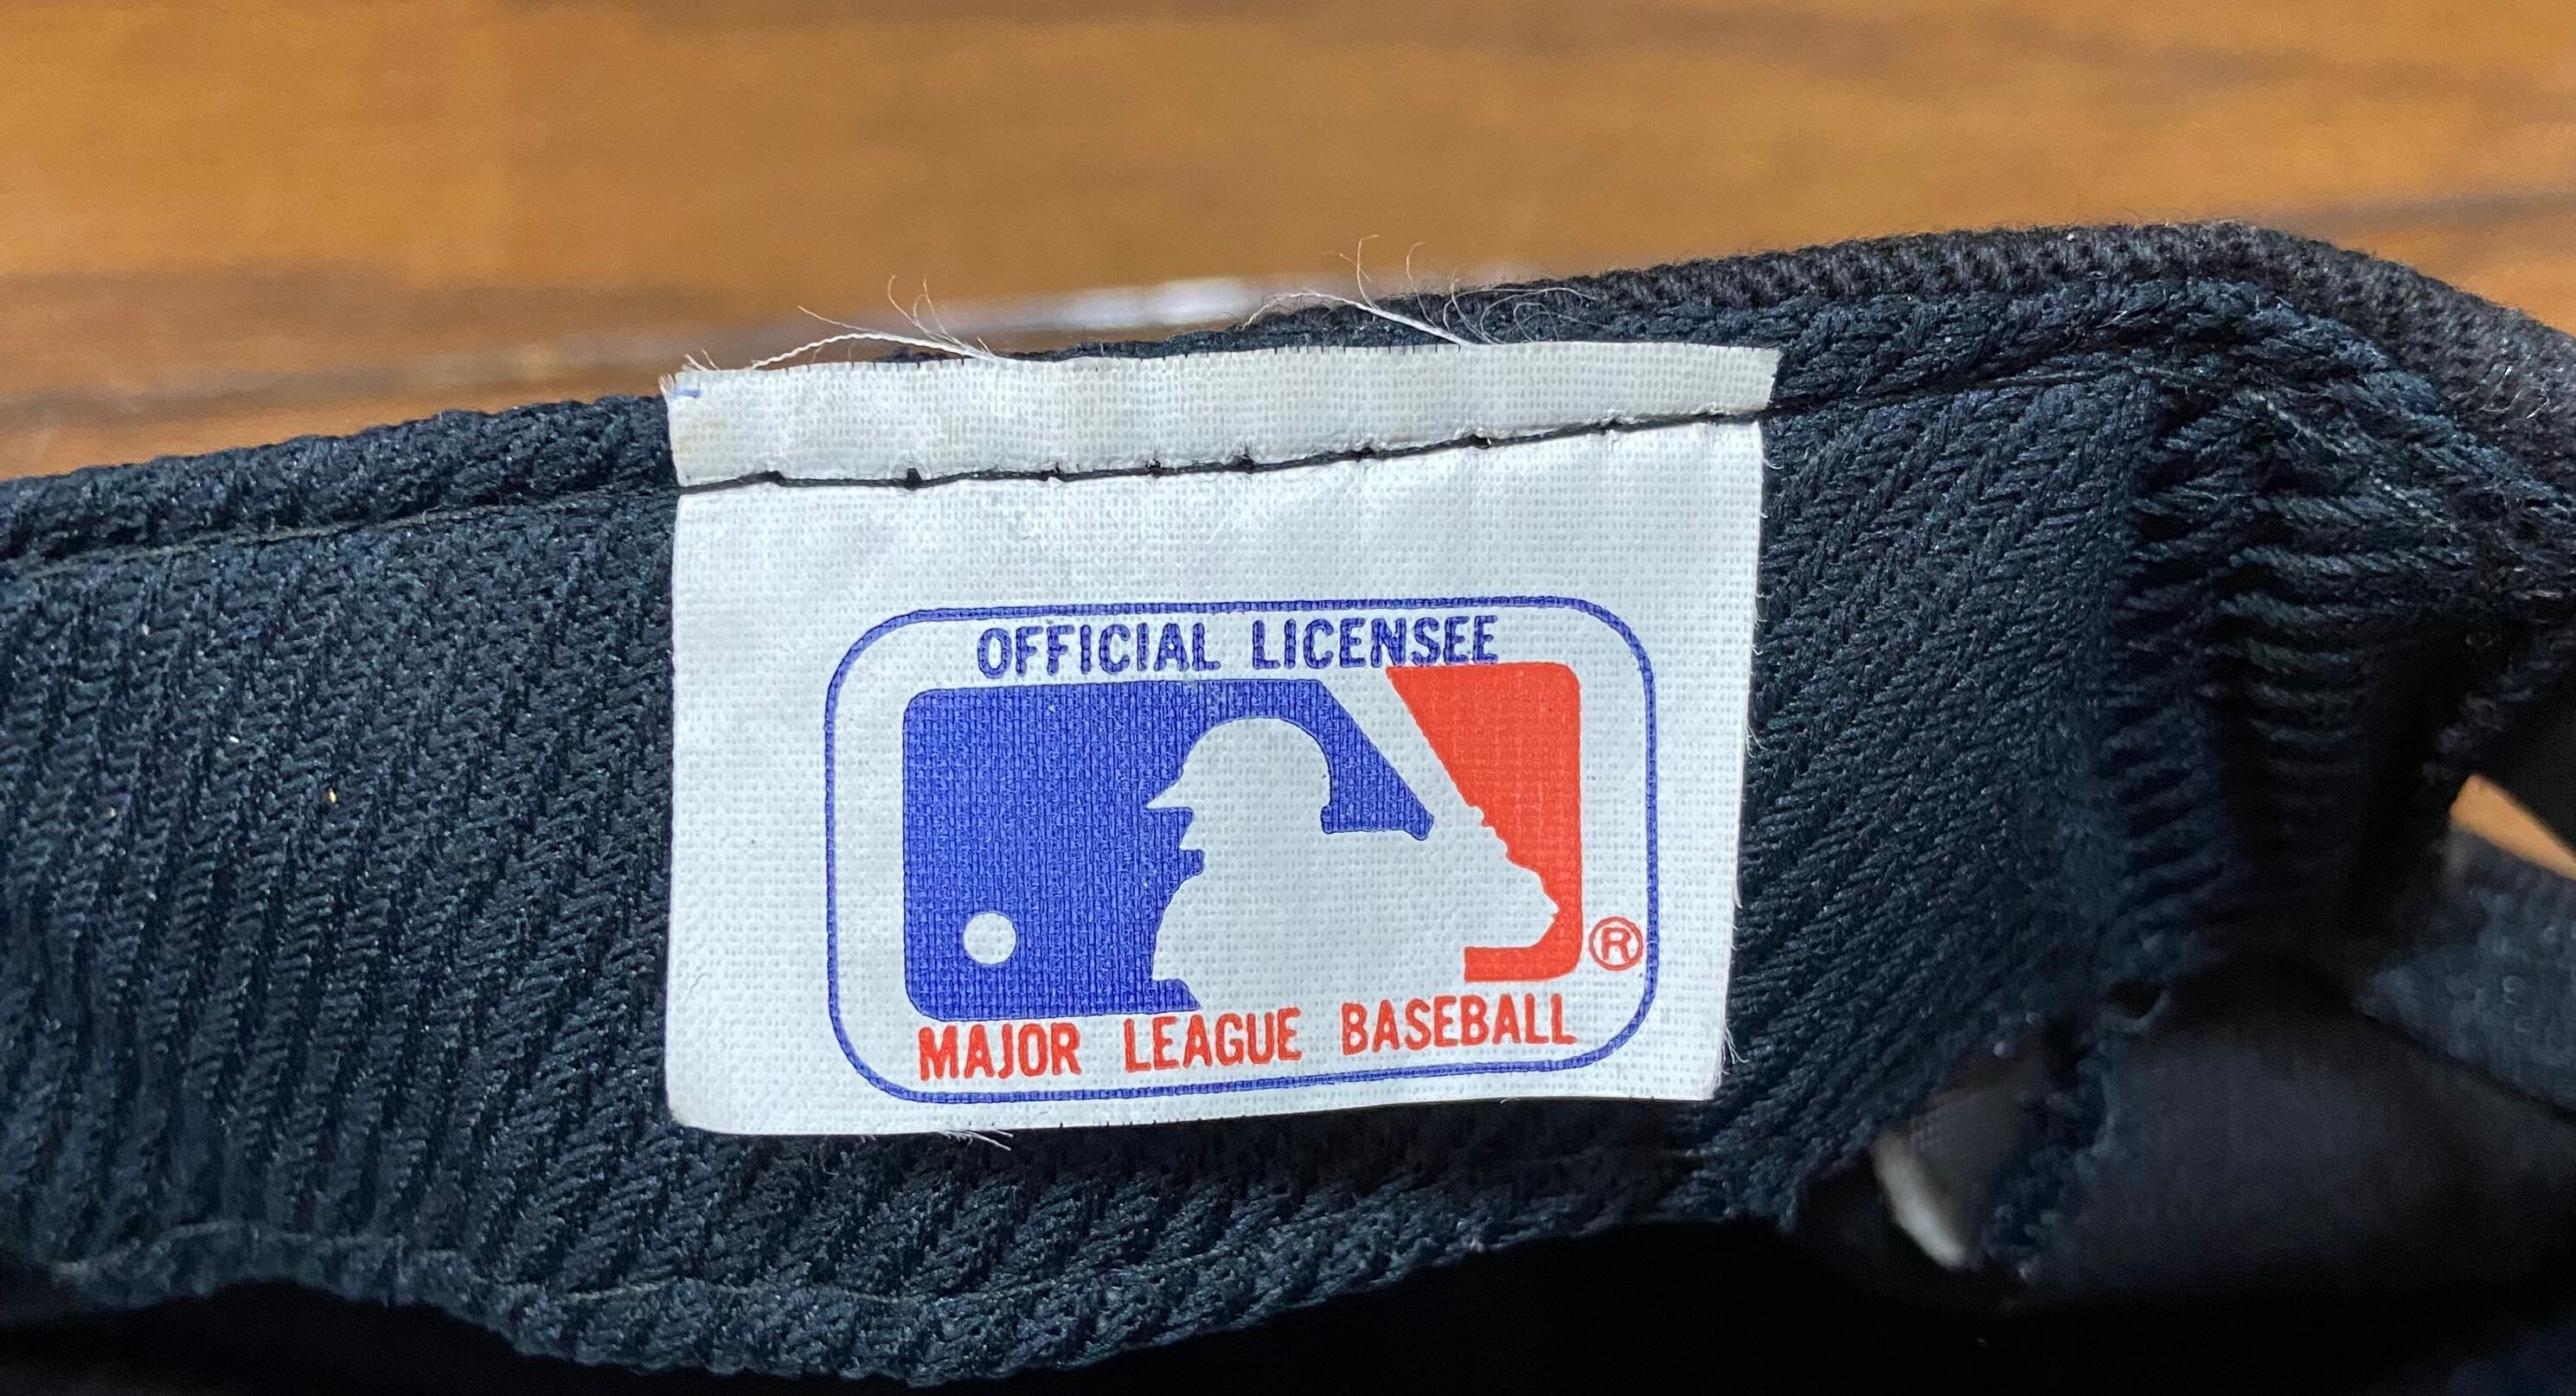 OFFICIAL LICENSEE
®
MAJOR LEAGUE BASEBALL